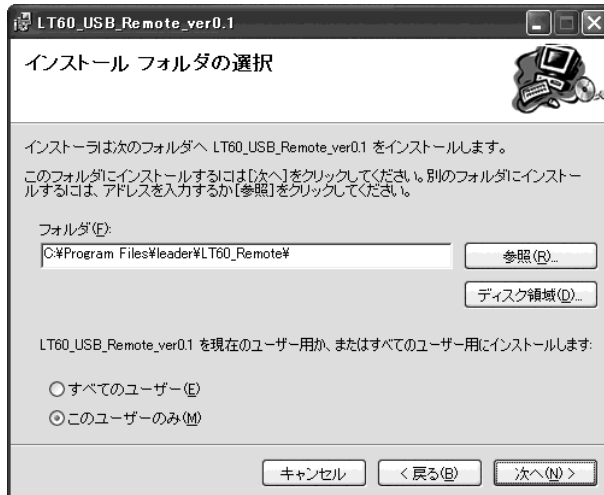 LT60_USB_Remote_ver0.1
インストール フォルダの選択
インストーラは次のフォルダへ LT60_USB_Remote_ver0.1 をインストールします。
このフォルダにインストールするには[次へ]をクリックしてください。別のフォルダにインストー
ルするには、アドレスを入力するか[参照]をクリックしてください。
フォルダ(F):
C:¥Program Files¥leader¥LT60_Remote¥
参照(R)...
ディスク領域(D)...
LT60_USB_Remote_ver0.1 を現在のユーザー用か、またはすべてのユーザー用にインストールします:
すべてのユーザー(E)
このユーザーのみ(M)
キャンセル
< 戻る(B)
次へ(N) >